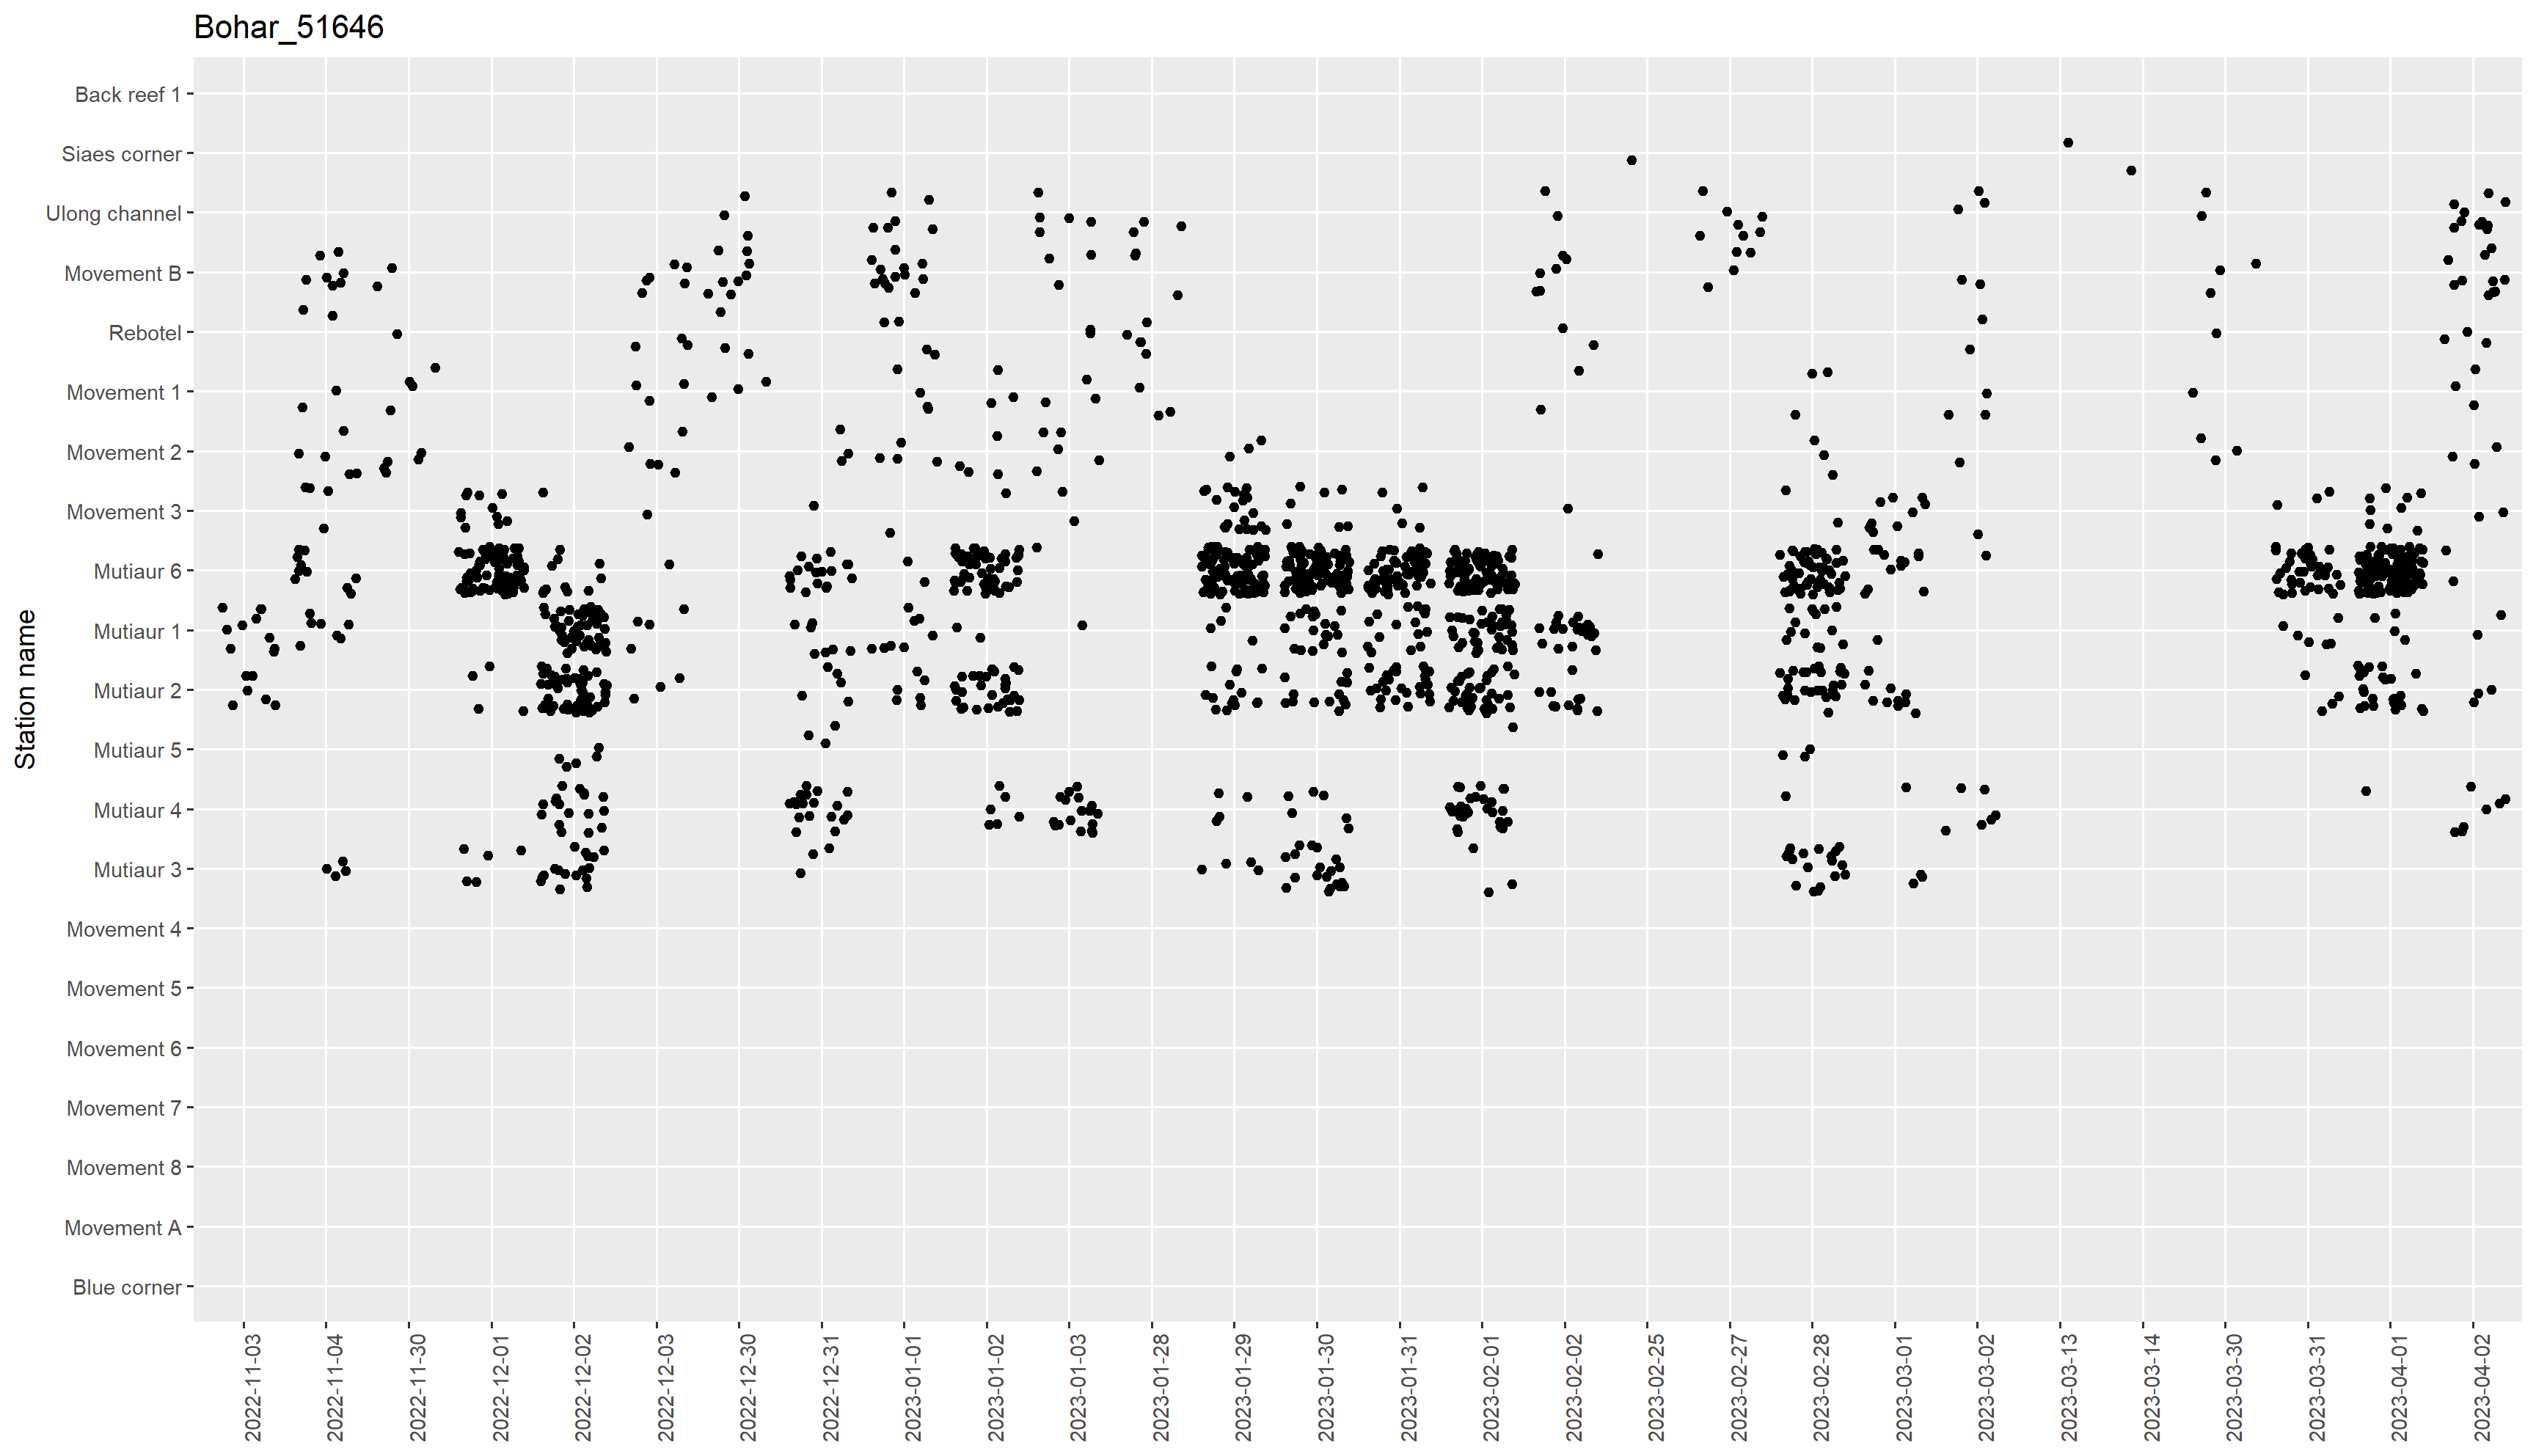 Bohar_51646
Back reef 1
Siaes corner
Ulong channel
Movement B
Rebotel
Movement 1
Movement 2
Movement 3
Mutiaur 6
Mutiaur 1
Mutiaur 2
Mutiaur 5
Mutiaur 4
Mutiaur 3
Movement 4
Movement 5
Movement 6
Movement 7
Movement 8
Movement A
Blue corner
Station name
2022-11-03
2022-11-04
2022-11-30
2022-12-01
2022-12-02
2022-12-03
2022-12-30
2022-12-31
2023-01-01
2023-01-02
2023-01-03
2023-01-28
2023-01-29
2023-01-30
2023-01-31
2023-02-01
2023-02-02
2023-02-25
2023-02-27
2023-02-28
2023-03-01
2023-03-02
2023-03-13
2023-03-14
2023-03-30
2023-03-31
2023-04-01
2023-04-02